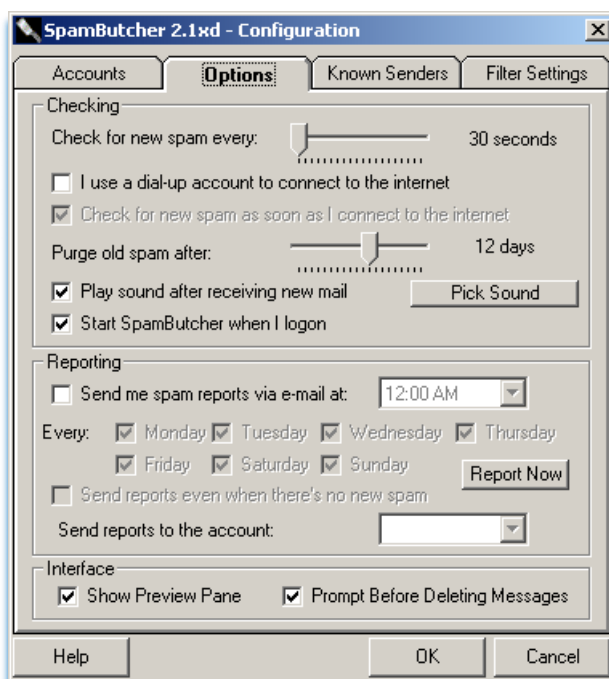 SpamButcher 2.1xd - Configuration
Accounts Options Known Senders Filter Settings
Checking
Check for new spam every: 30 seconds
I use a dial-up account to connect to the internet
Check for new spam as soon as I connect to the internet
Purge old spam after: 12 days
Play sound after receiving new mail Pick Sound
Start SpamButcher when I logon
Reporting
Send me spam reports via e-mail at: 12:00 AM
Every: Monday Tuesday Wednesday Thursday
Friday Saturday Sunday
Report Now
Send reports even when there's no new spam
Send reports to the account:
Interface
Show Preview Pane Prompt Before Deleting Messages
Help OK Cancel